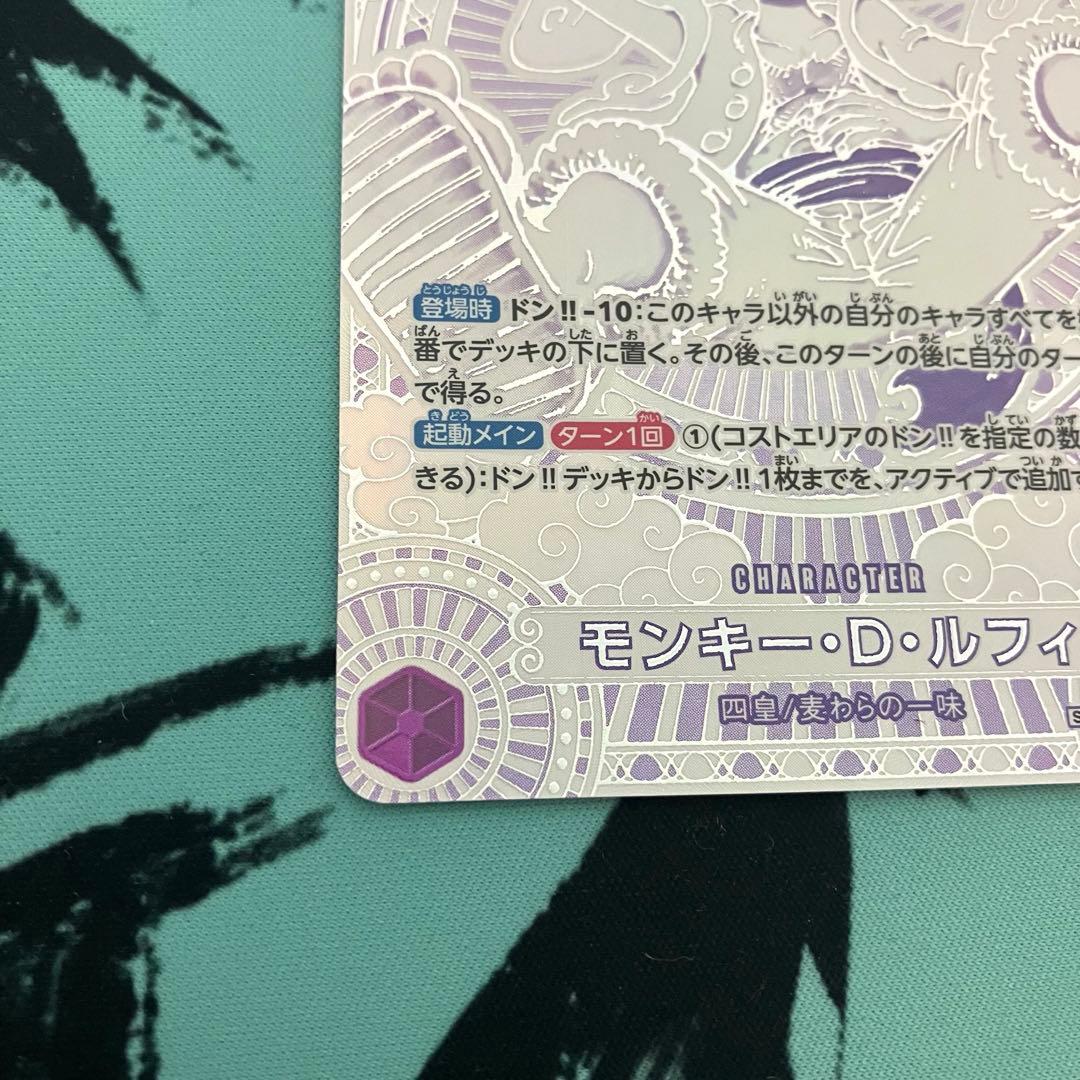 登場時 ドン!!-10:このキャラ以外の自分のキャラすべてを
番でデッキの下に置く。その後、このターンの後に自分のター
で得る。
起動メイン ターン1回 ①(コストエリアのドン!!を指定の数
きる):ドン!!デッキからドン!!1枚までを、アクティブで追加
CHARACTER
モンキー・D・ルフィ
四皇/麦わらの一味
S